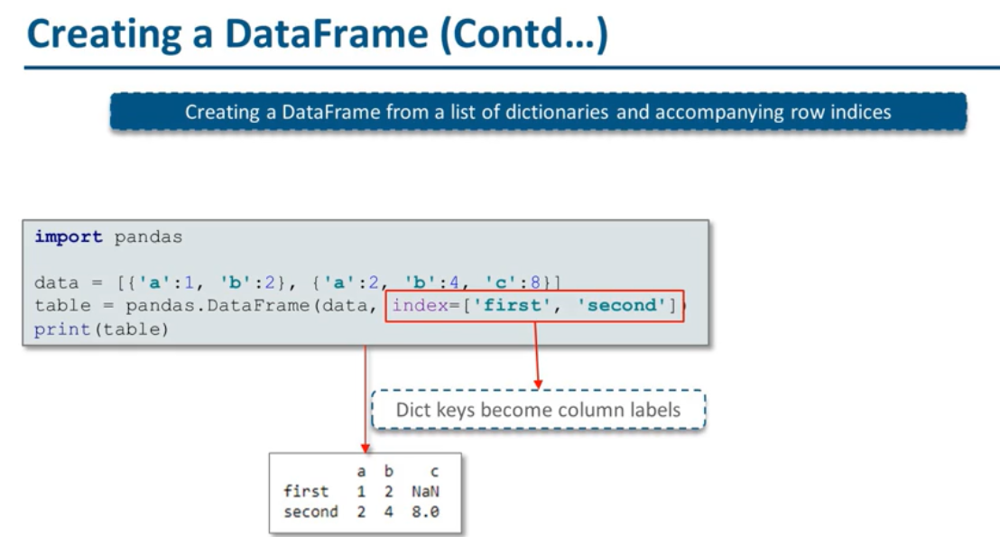 Creating a DataFrame (Contd...)
Creating a DataFrame from a list of dictionaries and accompanying row indices
import pandas
data = [{'a':1, 'b':2}, {'a':2, 'b':4, 'c':8}]
table = pandas.DataFrame(data, index=['first', 'second'])
print(table)
Dict keys become column labels
a b c
first 1 2 NaN
second 2 4 8.0